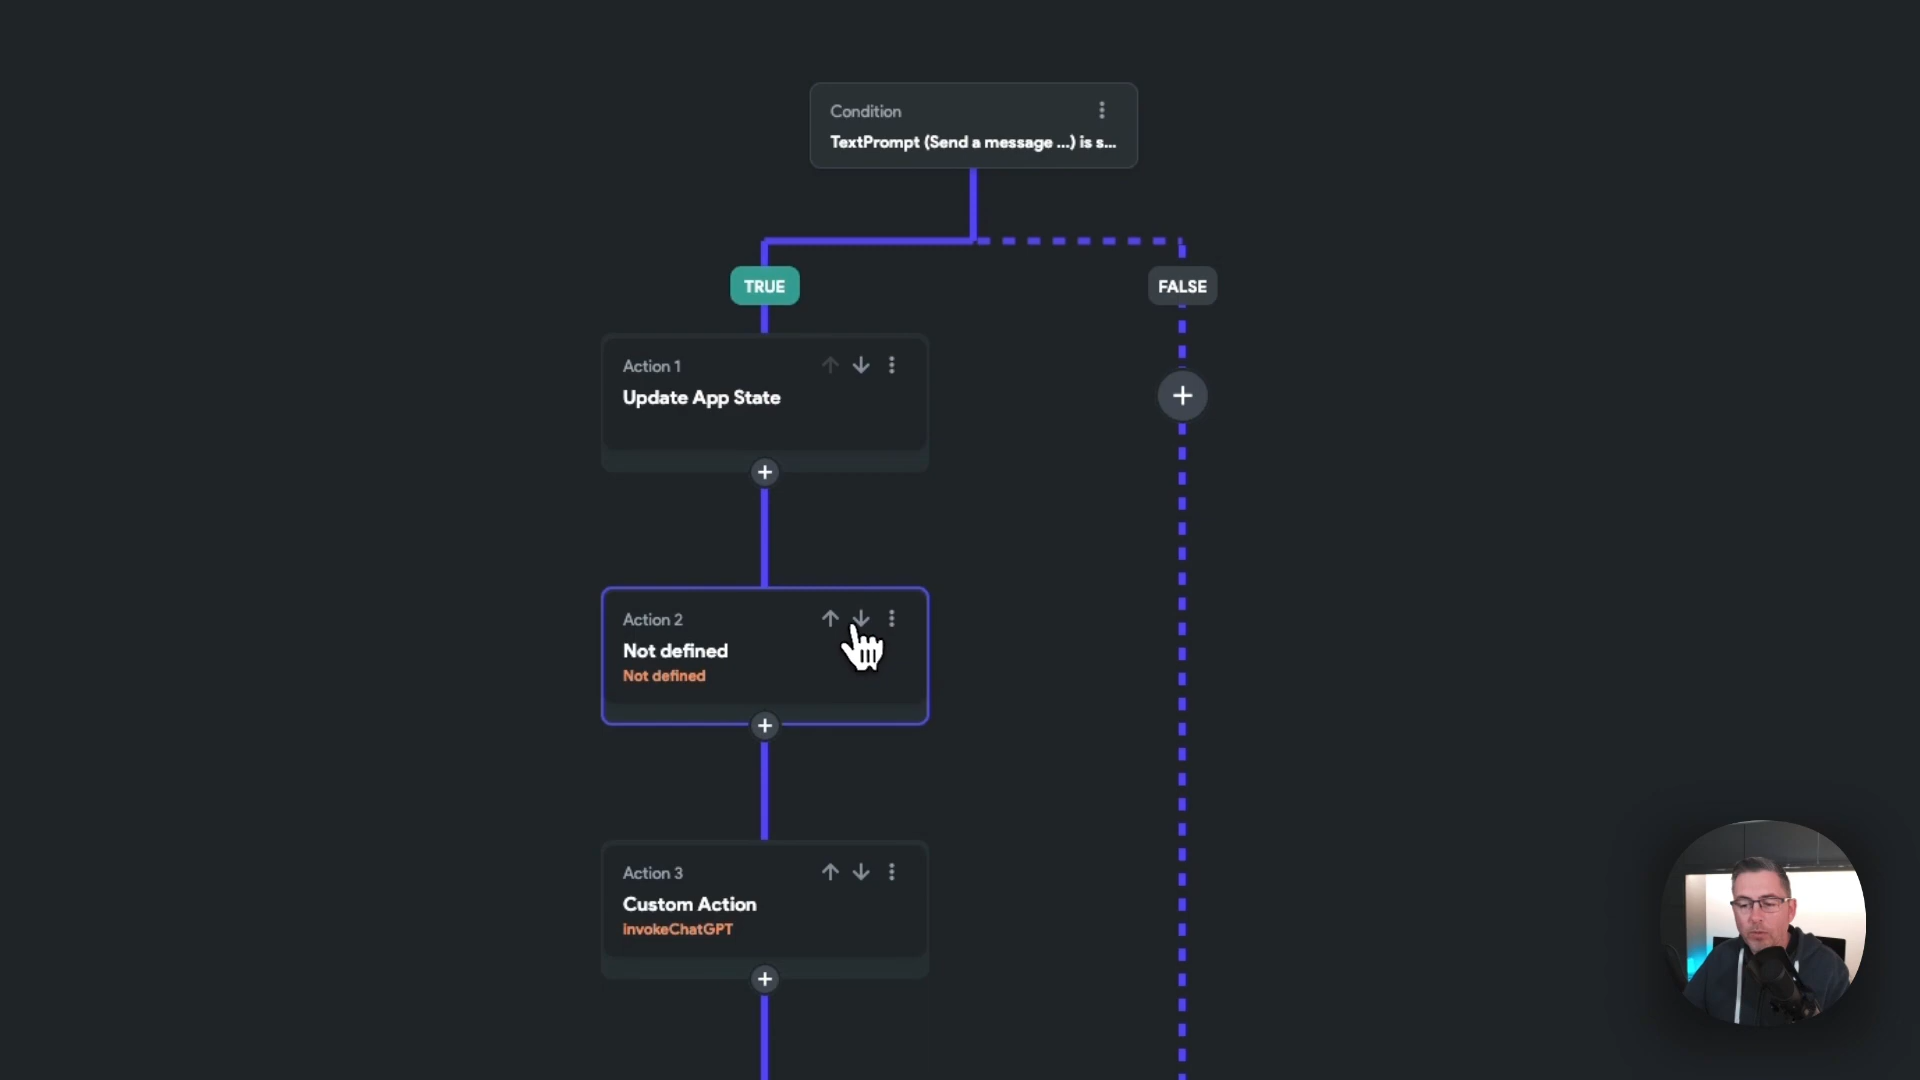 Condition
TextPrompt (Send a message ...) is s...
TRUE
FALSE
Action 1
Update App State
Action 2
Not defined
Not defined
Action 3
Custom Action
invokeChatGPT